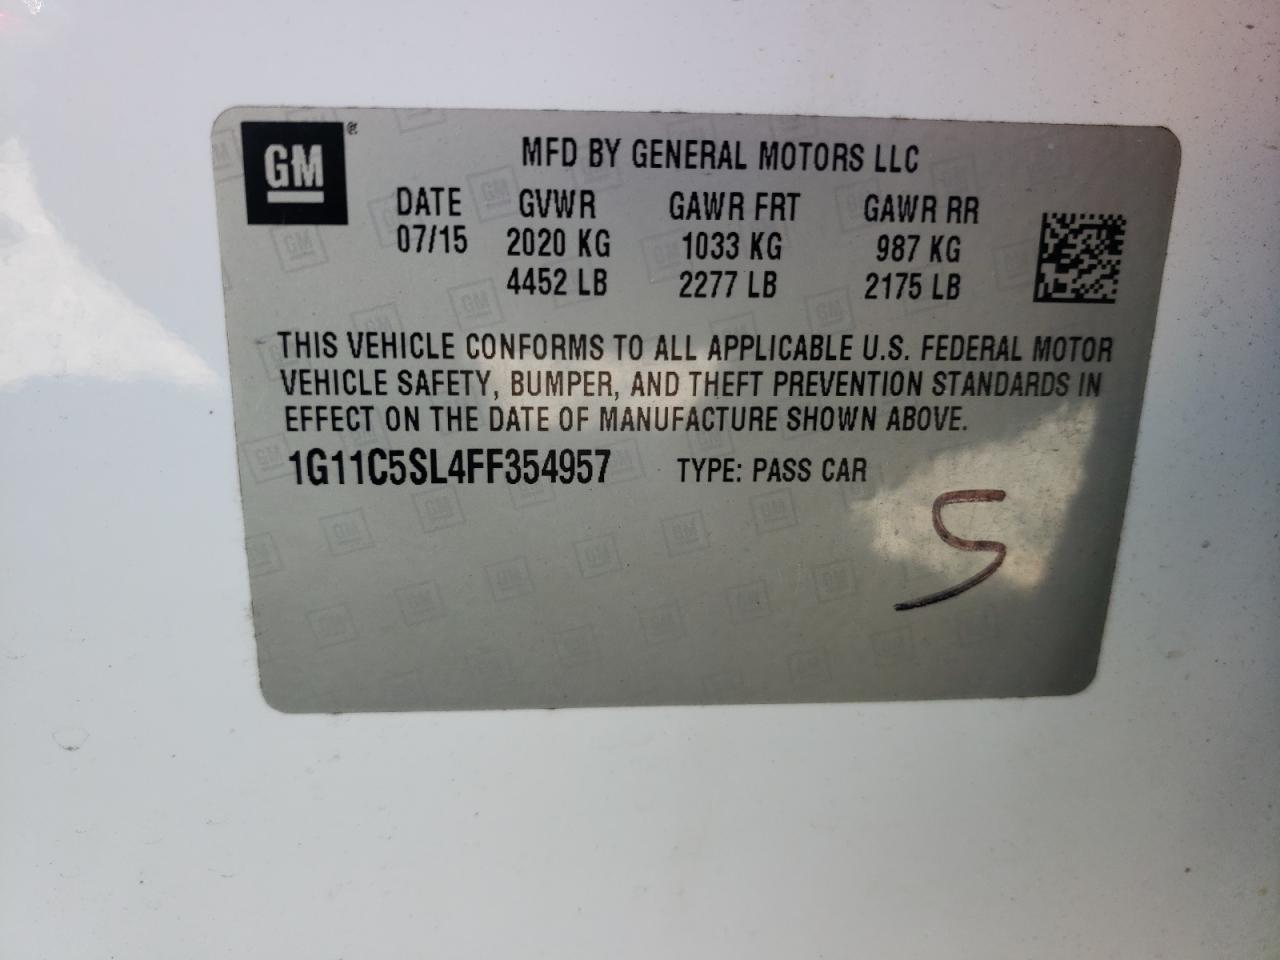 GM
MFD BY GENERAL MOTORS LLC
DATE GVWR GAWR FRT GAWR RR
07/15 2020 KG 1033 KG 987 KG
4452 LB 2277 LB 2175 LB
THIS VEHICLE CONFORMS TO ALL APPLICABLE U.S. FEDERAL MOTOR
VEHICLE SAFETY, BUMPER, AND THEFT PREVENTION STANDARDS IN
EFFECT ON THE DATE OF MANUFACTURE SHOWN ABOVE.
1G11C5SL4FF354957 TYPE: PASS CAR
5